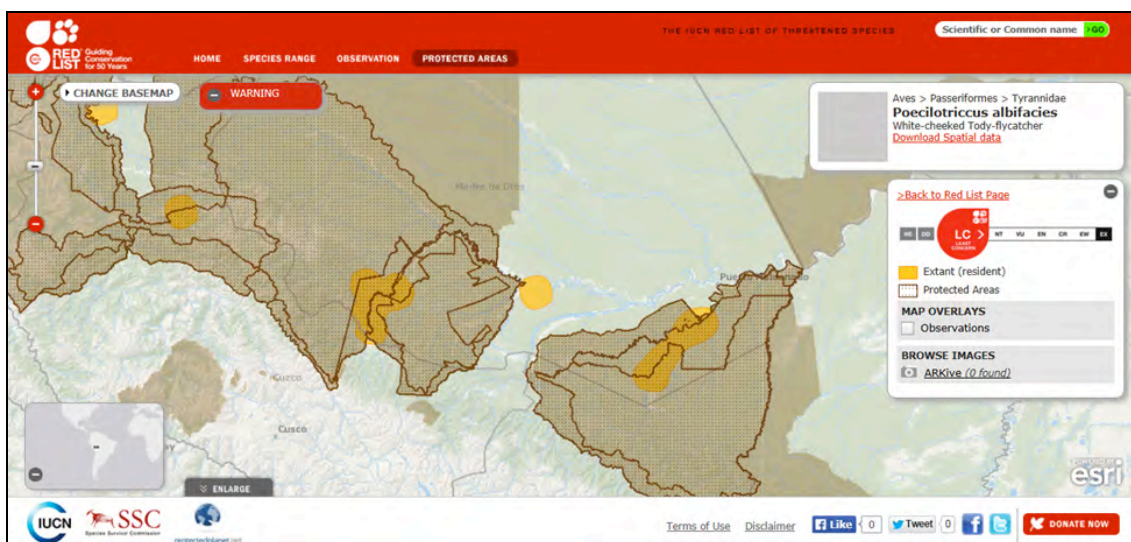 THE IUCN RED LIST OF THREATENED SPECIES
Scientific or Common name >GO
RED LIST
Guiding
Conservation
for 50 Years
HOME SPECIES RANGE OBSERVATION PROTECTED AREAS
CHANGE BASEMAP
WARNING
Aves > Passeriformes > Tyrannidae
Poecilotriccus albifacies
White-cheeked Tody-flycatcher
Download Spatial data
>Back to Red List Page
NE DD LC > NT VU EN CR EW EX
LEAST
CONCERN
Extant (resident)
Protected Areas
MAP OVERLAYS
Observations
BROWSE IMAGES
ARKive (0 found)
Madre de Dios
Cuzco
Cusco
esri
ENLARGE
IUCN SSC
Species Survival Commission
protectedplanet.net
Terms of Use Disclaimer Like 0 Tweet 0 DONATE NOW